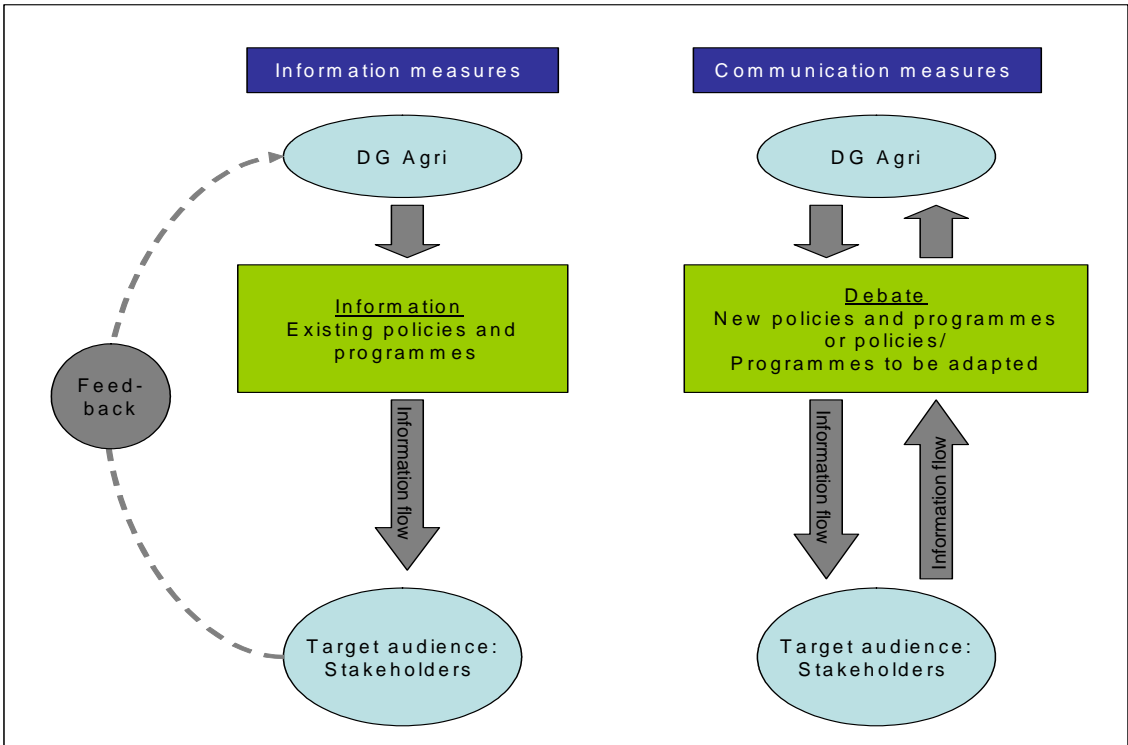 Information measures
DG Agri
Information
Existing policies and
programmes
Feed-
back
Information flow
Target audience:
Stakeholders
Communication measures
DG Agri
Debate
New policies and programmes
or policies/
Programmes to be adapted
Information flow
Information flow
Target audience:
Stakeholders